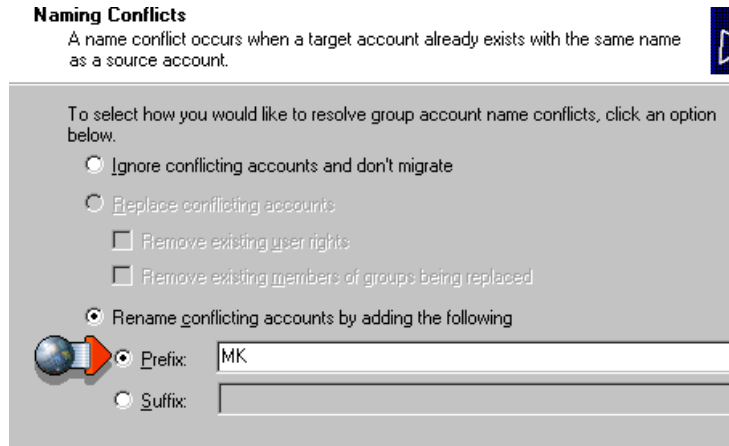 Naming Conflicts
A name conflict occurs when a target account already exists with the same name
as a source account.
To select how you would like to resolve group account name conflicts, click an option
below.
Ignore conflicting accounts and don't migrate
Replace conflicting accounts
Remove existing user rights
Remove existing members of groups being replaced
Rename conflicting accounts by adding the following
Prefix: MK
Suffix: